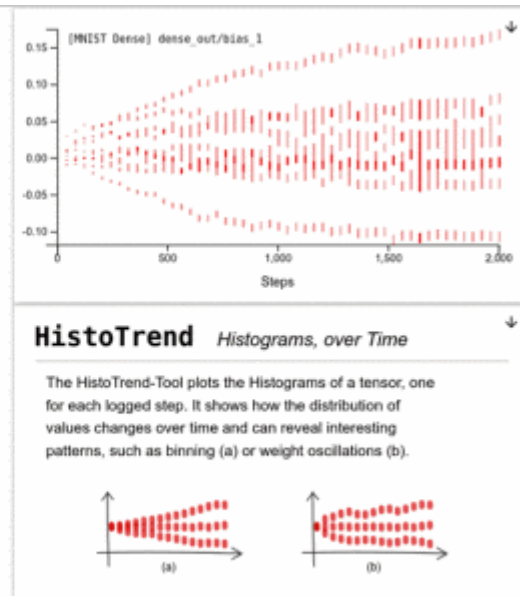 [MNIST Dense] dense_out/bias_1
0.15
0.10
0.05
0.00
-0.05
-0.10
0 500 1,000 1,500 2,000
Steps
HistoTrend Histograms, over Time
The HistoTrend-Tool plots the Histograms of a tensor, one
for each logged step. It shows how the distribution of
values changes over time and can reveal interesting
patterns, such as binning (a) or weight oscillations (b).
(a) (b)